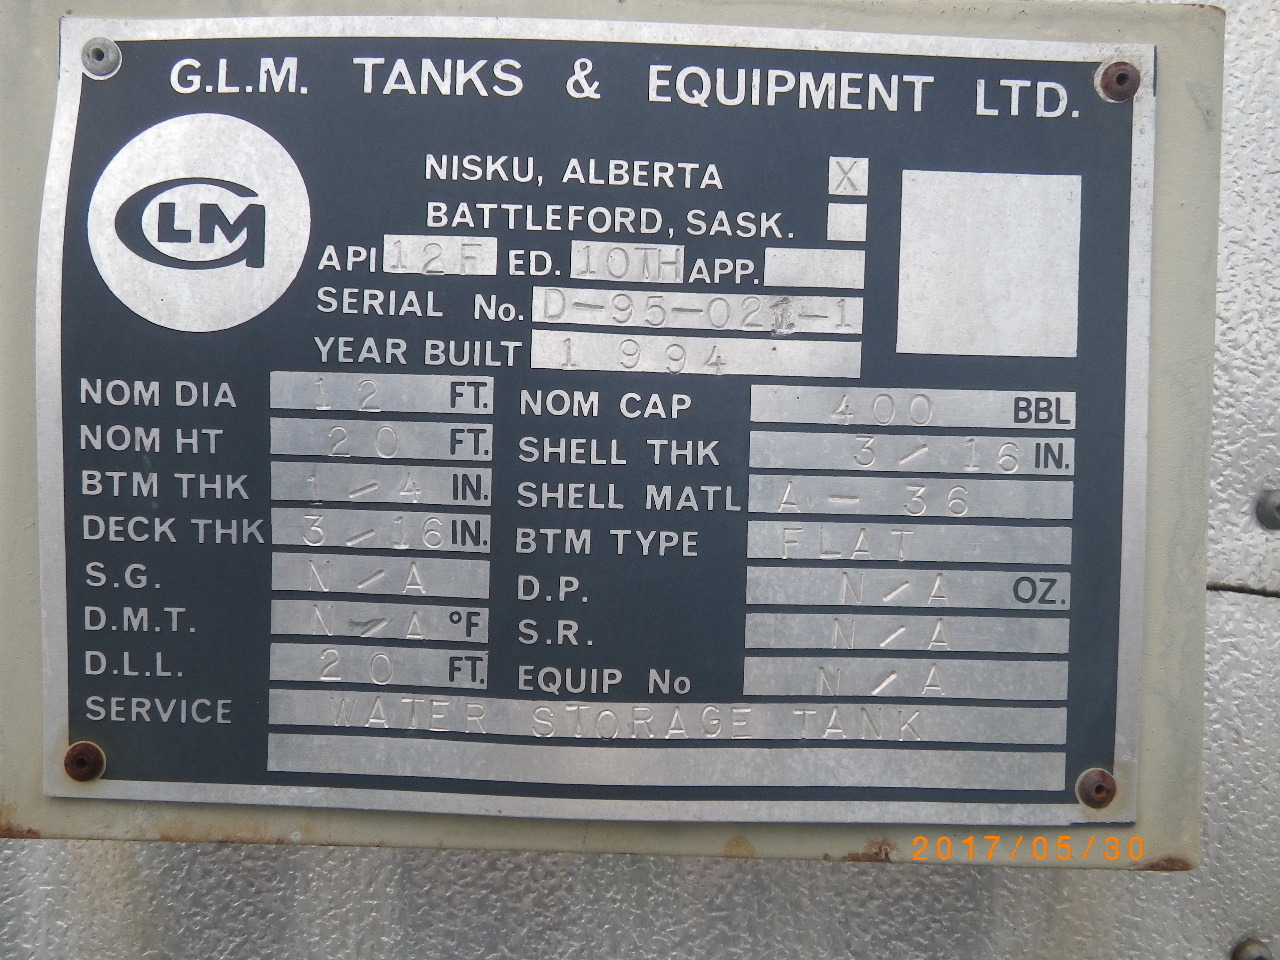 G.L.M. TANKS & EQUIPMENT LTD.
GLM
NISKU, ALBERTA X
BATTLEFORD, SASK.
API 12F ED. 10TH APP.
SERIAL No. D-95-021-1
YEAR BUILT 1994
NOM DIA 12 FT. NOM CAP 400 BBL
NOM HT 20 FT. SHELL THK 3/16 IN.
BTM THK 1/4 IN. SHELL MATL A-36
DECK THK 3/16 IN. BTM TYPE FLAT
S.G. N/A D.P. N/A OZ.
D.M.T. N/A °F S.R. N/A
D.L.L. 20 FT. EQUIP No N/A
SERVICE WATER STORAGE TANK
2017/05/30